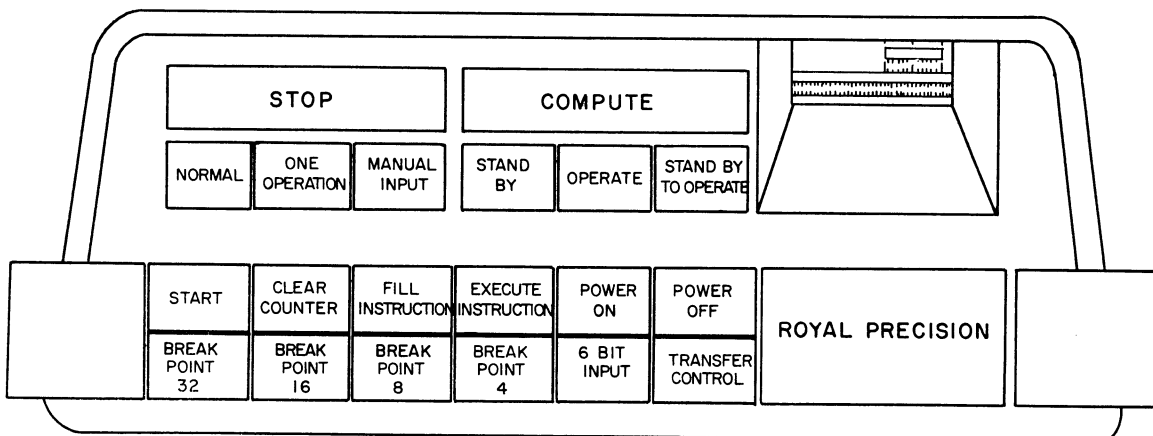 STOP
COMPUTE
NORMAL
ONE
OPERATION
MANUAL
INPUT
STAND
BY
OPERATE
STAND BY
TO OPERATE
START
CLEAR
COUNTER
FILL
INSTRUCTION
EXECUTE
INSTRUCTION
POWER
ON
POWER
OFF
ROYAL PRECISION
BREAK
POINT
32
BREAK
POINT
16
BREAK
POINT
8
BREAK
POINT
4
6 BIT
INPUT
TRANSFER
CONTROL